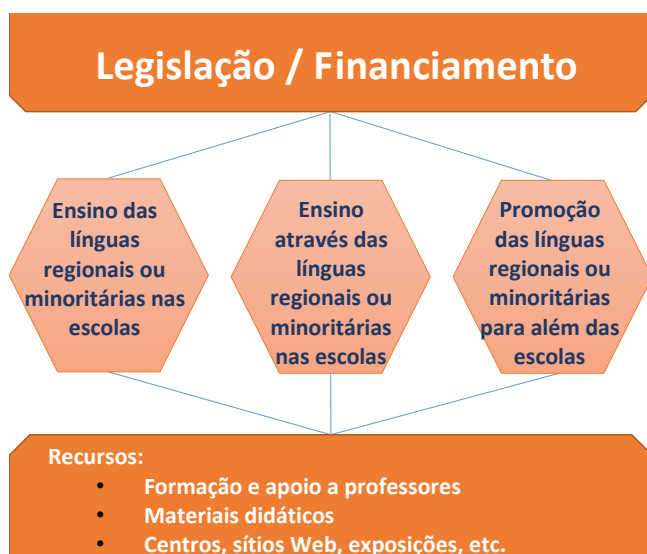 Legislação / Financiamento
Ensino das
línguas
regionais ou
minoritárias nas
escolas
Ensino
através das
línguas
regionais ou
minoritárias
nas escolas
Promoção
das línguas
regionais ou
minoritárias
para além das
escolas
Recursos:
• Formação e apoio a professores
• Materiais didáticos
• Centros, sítios Web, exposições, etc.